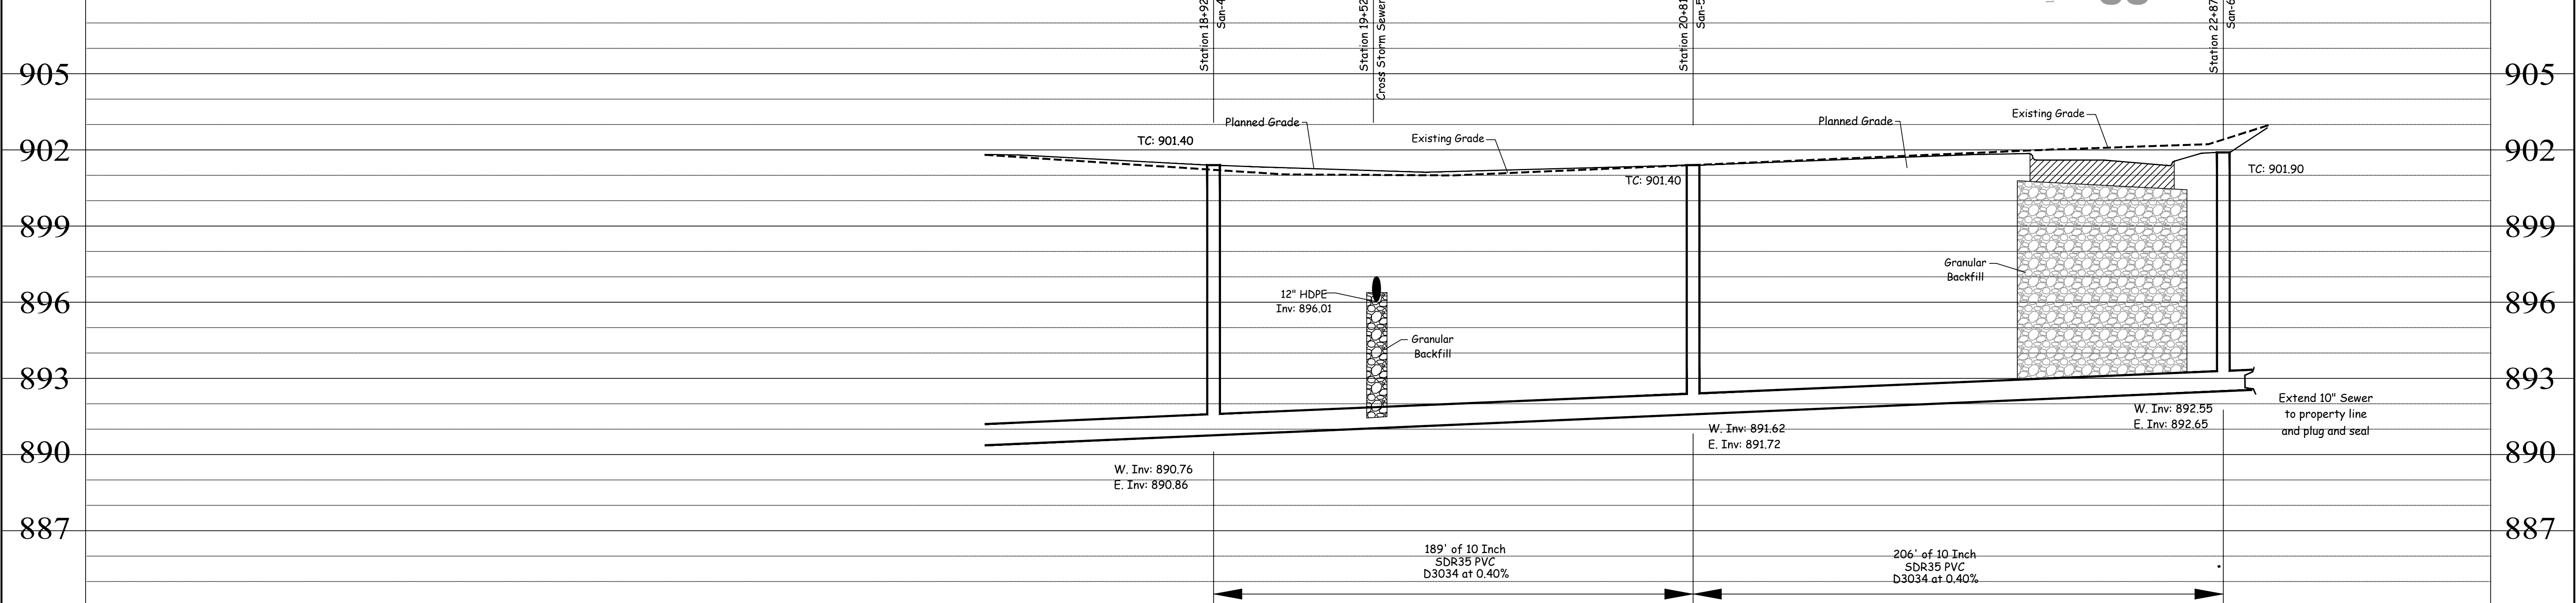 Station 18+92
San-4
Station 19+52
Cross Storm Sewer
Station 20+81
San-5
Station 22+87
San-6
905
905
Planned Grade
Existing Grade
Planned Grade
Existing Grade
TC: 901.40
902
902
TC: 901.40
TC: 901.90
899
899
Granular
Backfill
12" HDPE
Inv: 896.01
896
896
Granular
Backfill
893
893
Extend 10" Sewer
to property line
and plug and seal
W. Inv: 892.55
E. Inv: 892.65
W. Inv: 891.62
E. Inv: 891.72
890
890
W. Inv: 890.76
E. Inv: 890.86
887
887
189' of 10 Inch
SDR35 PVC
D3034 at 0.40%
206' of 10 Inch
SDR35 PVC
D3034 at 0.40%